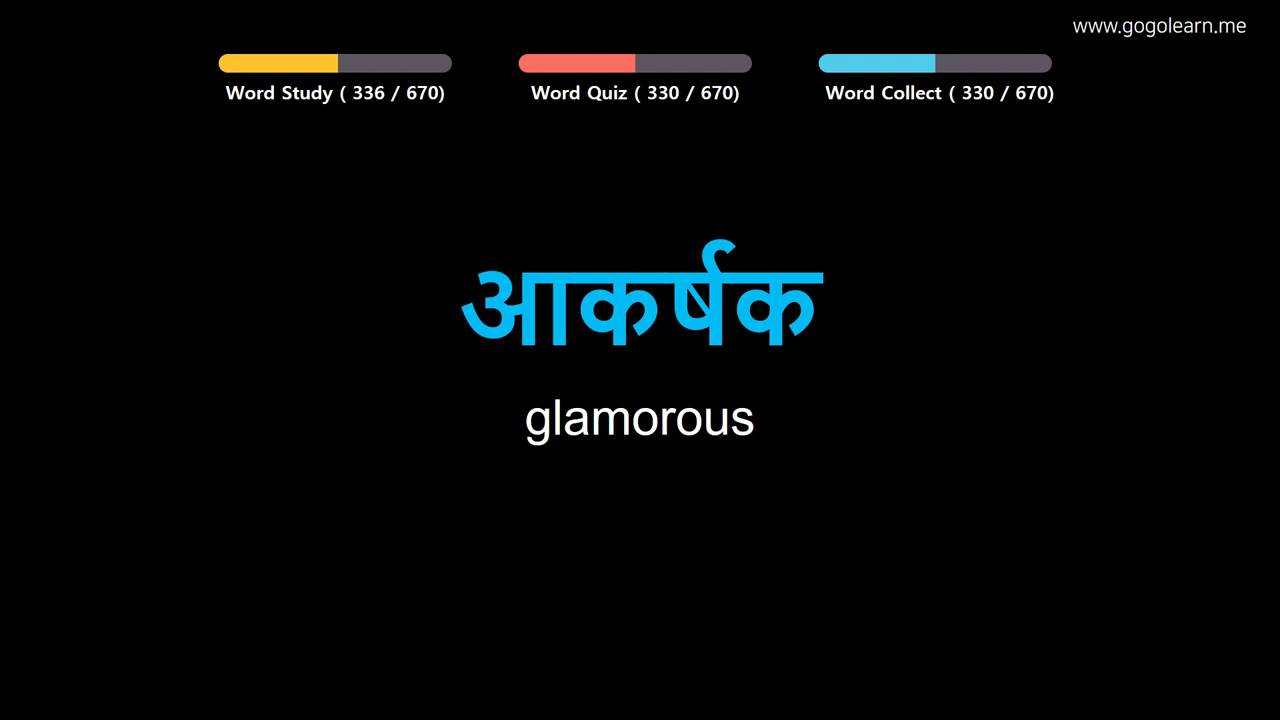 www.gogolearn.me
Word Study ( 336 / 670)
Word Quiz ( 330 / 670)
Word Collect ( 330 / 670)
आकर्षक
glamorous